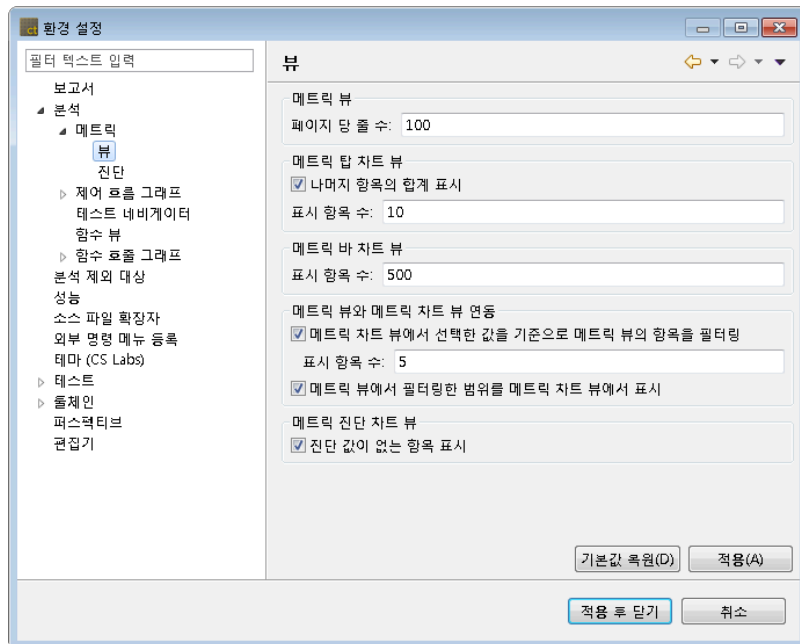 ct 환경 설정
필터 텍스트 입력
보고서
분석
메트릭
뷰
진단
제어 흐름 그래프
테스트 네비게이터
함수 뷰
함수 호출 그래프
분석 제외 대상
성능
소스 파일 확장자
외부 명령 메뉴 등록
테마 (CS Labs)
테스트
툴체인
퍼스펙티브
편집기
뷰
메트릭 뷰
페이지 당 줄 수: 100
메트릭 탑 차트 뷰
나머지 항목의 합계 표시
표시 항목 수: 10
메트릭 바 차트 뷰
표시 항목 수: 500
메트릭 뷰와 메트릭 차트 뷰 연동
메트릭 차트 뷰에서 선택한 값을 기준으로 메트릭 뷰의 항목을 필터링
표시 항목 수: 5
메트릭 뷰에서 필터링한 범위를 메트릭 차트 뷰에서 표시
메트릭 진단 차트 뷰
진단 값이 없는 항목 표시
기본값 복원(D) 적용(A)
적용 후 닫기 취소